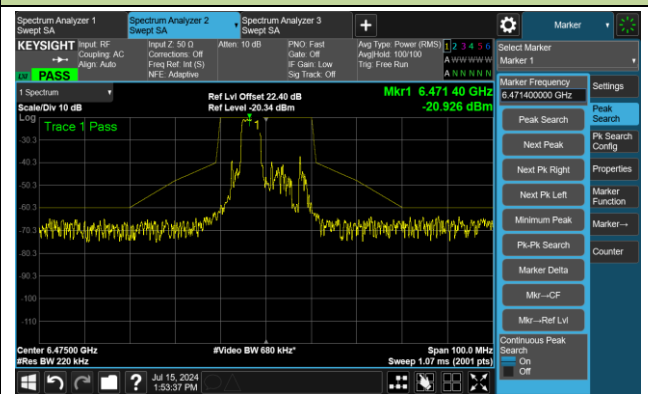 Spectrum Analyzer 1
Swept SA
Spectrum Analyzer 2
Swept SA
Spectrum Analyzer 3
Swept SA
+
Marker
KEYSIGHT
Input: RF
Coupling: AC
Align: Auto
Input Z: 50 Ω
Corrections: Off
Freq Ref: Int (S)
NFE: Adaptive
Atten: 10 dB
PNO: Fast
Gate: Off
IF Gain: Low
Sig Track: Off
Avg Type: Power (RMS)
Avg|Hold: 100/100
Trig: Free Run
1 2 3 4 5 6
A W W W W W
A N N N N N
LXI
PASS
Select Marker
Marker 1
1 Spectrum
Scale/Div 10 dB
Log
Ref Lvl Offset 22.40 dB
Ref Level -20.34 dBm
Mkr1 6.471 40 GHz
-20.926 dBm
Trace 1 Pass
1
-30.3
-40.3
-50.3
-60.3
-70.3
-80.3
-90.3
-100
-110
Center 6.47500 GHz
#Res BW 220 kHz
#Video BW 680 kHz*
Span 100.0 MHz
Sweep 1.07 ms (2001 pts)
Jul 15, 2024
1:53:37 PM
Marker Frequency
6.471400000 GHz
Peak Search
Next Peak
Next Pk Right
Next Pk Left
Minimum Peak
Pk-Pk Search
Marker Delta
Mkr→CF
Mkr→Ref Lvl
Continuous Peak
Search
On
Off
Settings
Peak
Search
Pk Search
Config
Properties
Marker
Function
Marker→
Counter